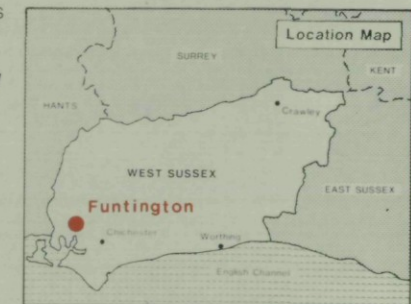 s
Location Map
SURREY
KENT
HANTS
Crawley
WEST SUSSEX
EAST SUSSEX
Funtington
Chichester
Worthing
English Channel